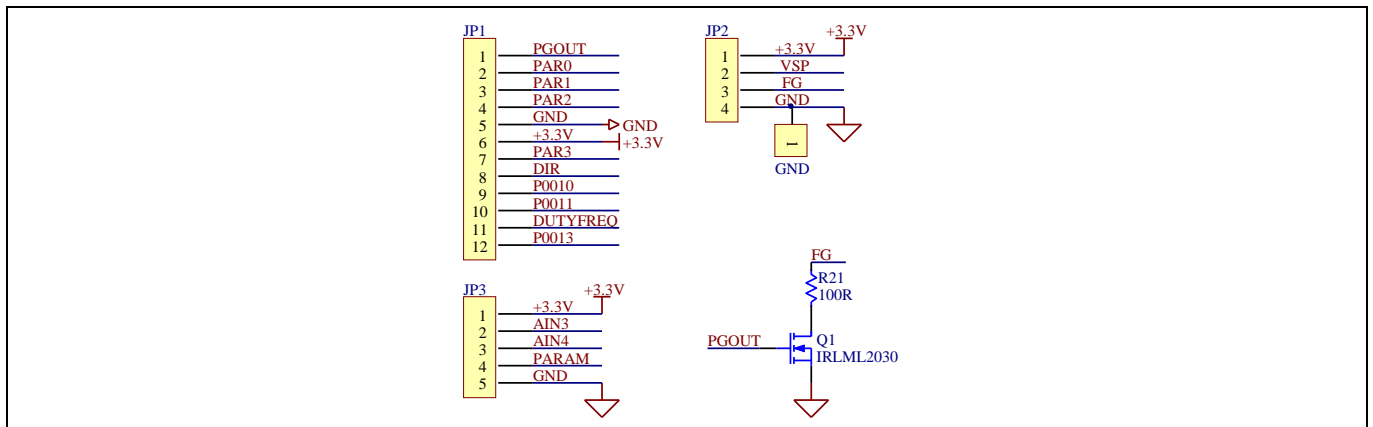 JP1
1 PGOUT
2 PAR0
3 PAR1
4 PAR2
5 GND GND
6 +3.3V +3.3V
7 PAR3
8 DIR
9 P0010
10 P0011
11 DUTYFREQ
12 P0013
JP2
+3.3V
1 +3.3V
2 VSP
3 FG
4 GND
1
GND
JP3
+3.3V
1 +3.3V
2 AIN3
3 AIN4
4 PARAM
5 GND
FG
R21
100R
PGOUT
Q1
IRLML2030